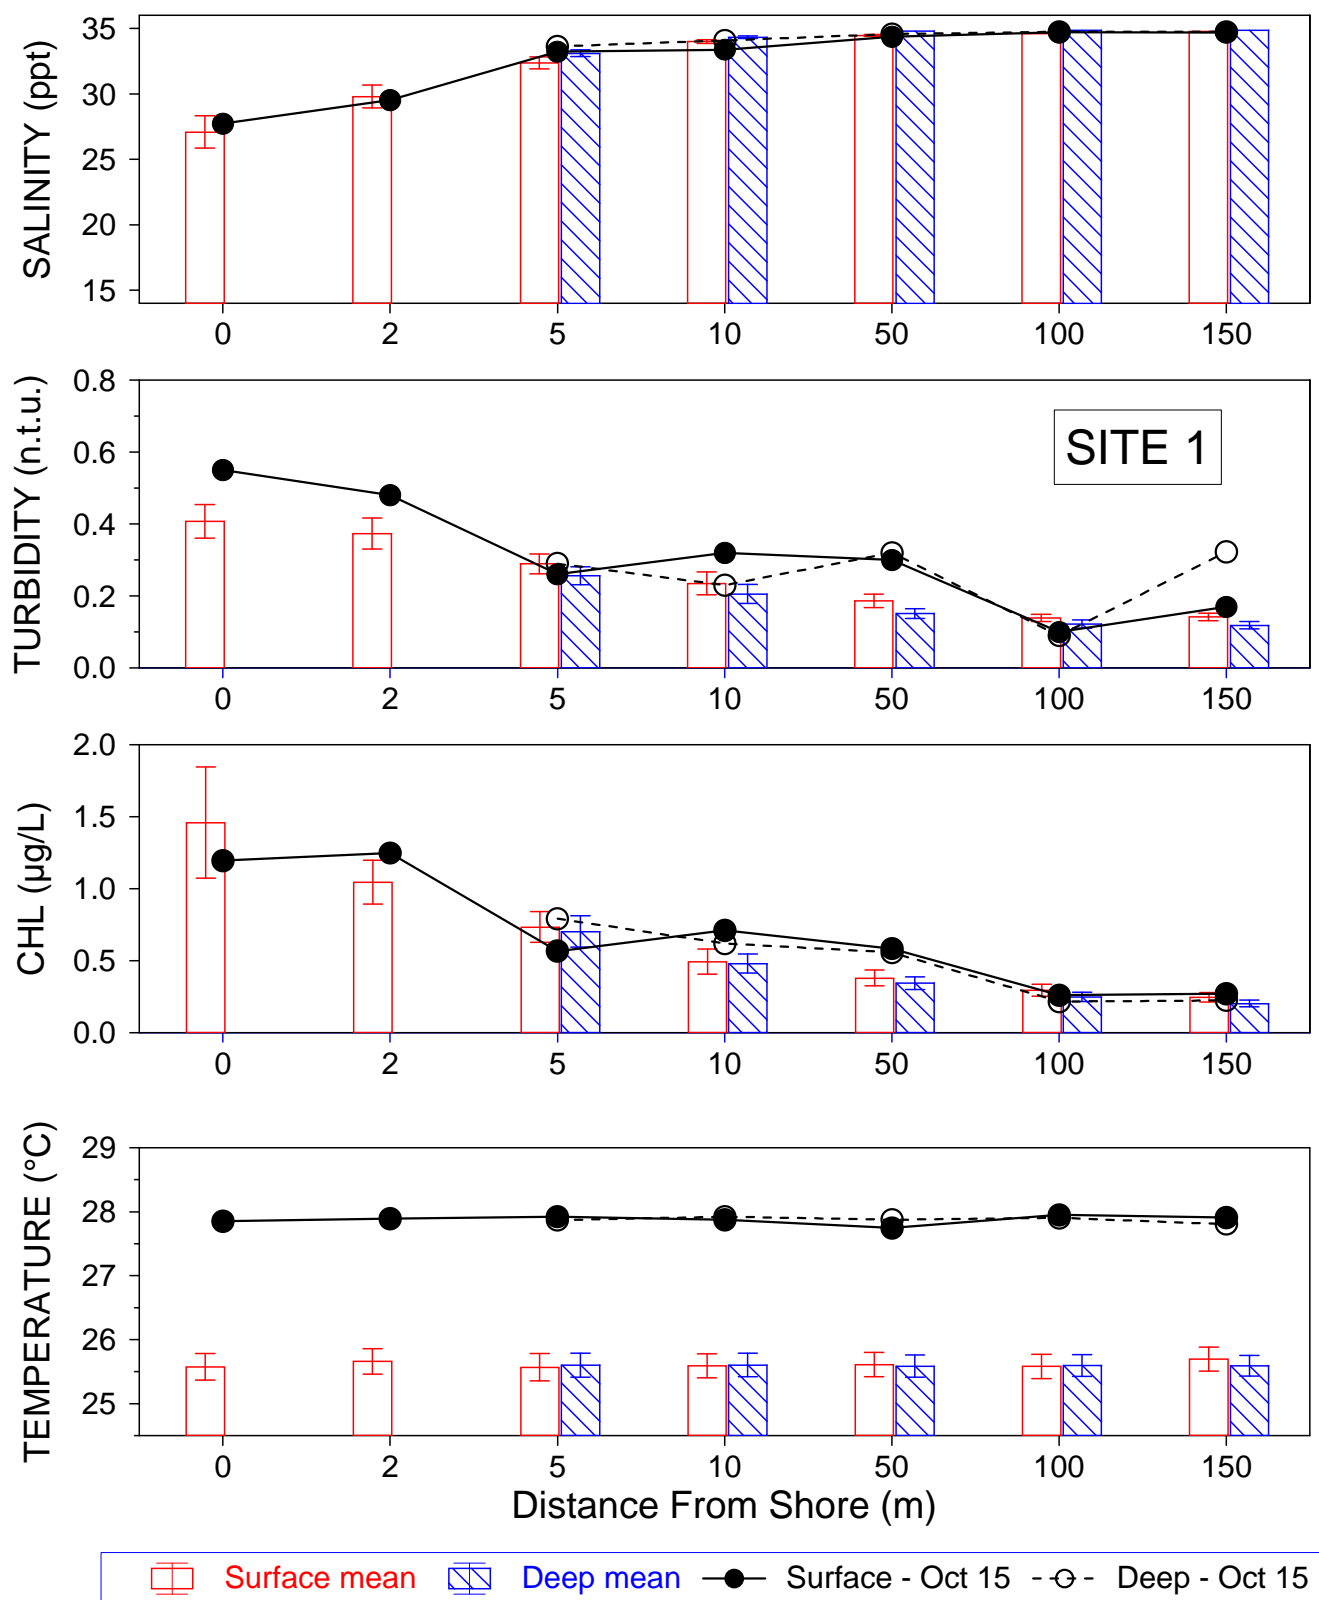 SALINITY (ppt)
35
30
25
20
15
0 2 5 10 50 100 150
TURBIDITY (n.t.u.)
0.8
0.6
0.4
0.2
0.0
SITE 1
0 2 5 10 50 100 150
CHL (µg/L)
2.0
1.5
1.0
0.5
0.0
0 2 5 10 50 100 150
TEMPERATURE (°C)
29
28
27
26
25
0 2 5 10 50 100 150
Distance From Shore (m)
Surface mean Deep mean Surface - Oct 15 Deep - Oct 15